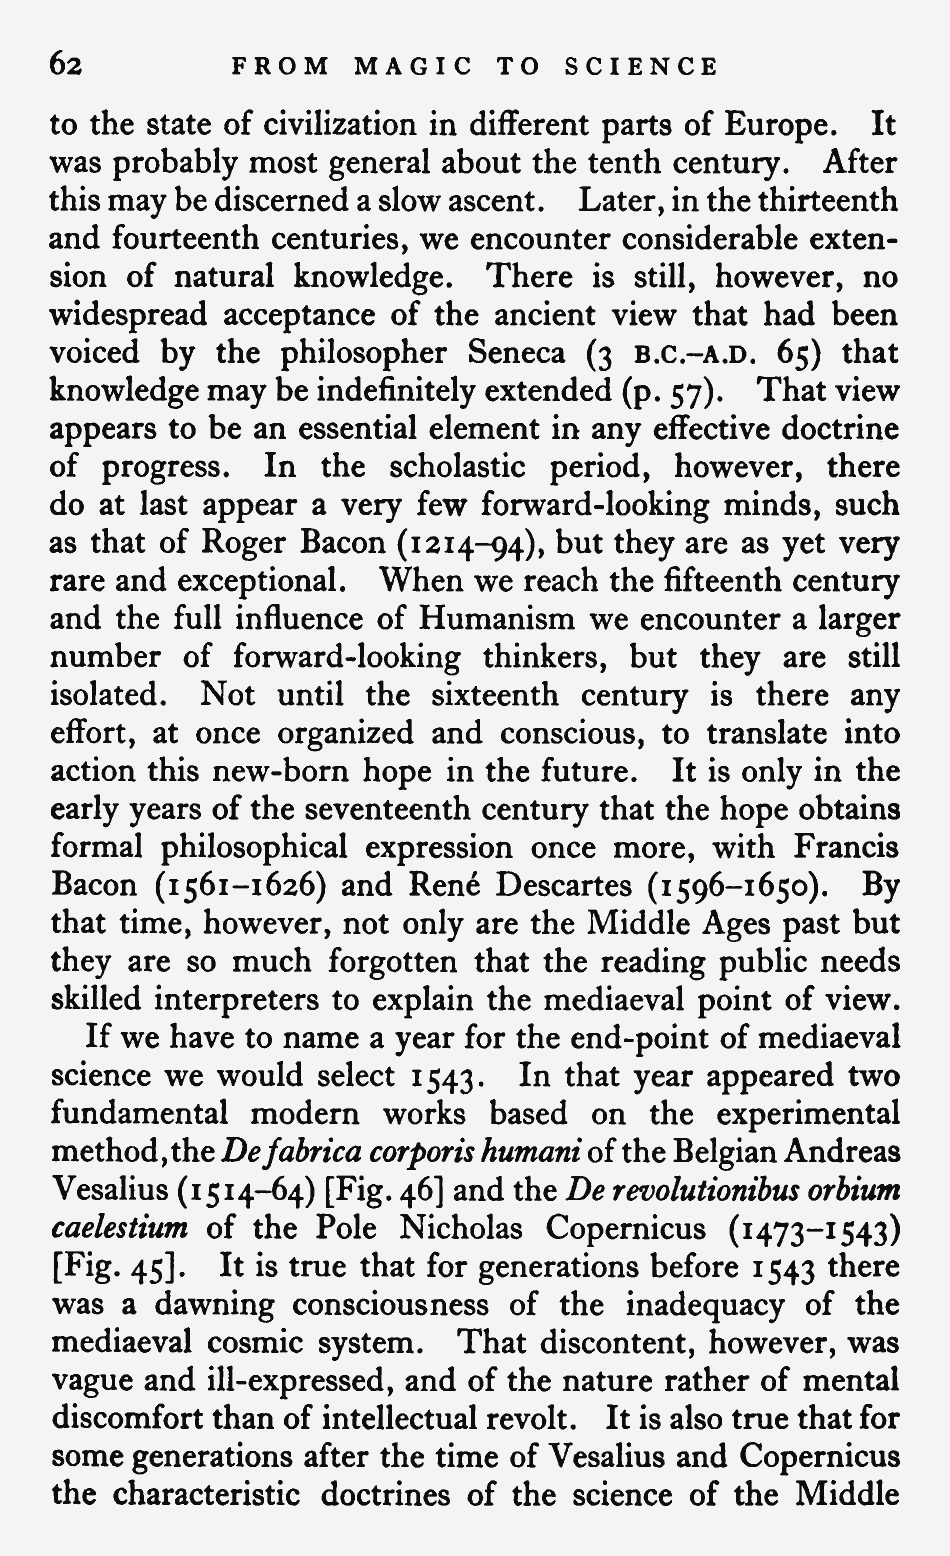 62 FROM MAGIC TO SCIENCE
to the state of civilization in different parts of Europe. It
was probably most general about the tenth century. After
this may be discerned a slow ascent. Later, in the thirteenth
and fourteenth centuries, we encounter considerable exten-
sion of natural knowledge. There is still, however, no
widespread acceptance of the ancient view that had been
voiced by the philosopher Seneca (3 B.C.–A.D. 65) that
knowledge may be indefinitely extended (p. 57). That view
appears to be an essential element in any effective doctrine
of progress. In the scholastic period, however, there
do at last appear a very few forward-looking minds, such
as that of Roger Bacon (1214–94), but they are as yet very
rare and exceptional. When we reach the fifteenth century
and the full influence of Humanism we encounter a larger
number of forward-looking thinkers, but they are still
isolated. Not until the sixteenth century is there any
effort, at once organized and conscious, to translate into
action this new-born hope in the future. It is only in the
early years of the seventeenth century that the hope obtains
formal philosophical expression once more, with Francis
Bacon (1561–1626) and René Descartes (1596–1650). By
that time, however, not only are the Middle Ages past but
they are so much forgotten that the reading public needs
skilled interpreters to explain the mediaeval point of view.
If we have to name a year for the end-point of mediaeval
science we would select 1543. In that year appeared two
fundamental modern works based on the experimental
method, the De fabrica corporis humani of the Belgian Andreas
Vesalius (1514–64) [Fig. 46] and the De revolutionibus orbium
caelestium of the Pole Nicholas Copernicus (1473–1543)
[Fig. 45]. It is true that for generations before 1543 there
was a dawning consciousness of the inadequacy of the
mediaeval cosmic system. That discontent, however, was
vague and ill-expressed, and of the nature rather of mental
discomfort than of intellectual revolt. It is also true that for
some generations after the time of Vesalius and Copernicus
the characteristic doctrines of the science of the Middle